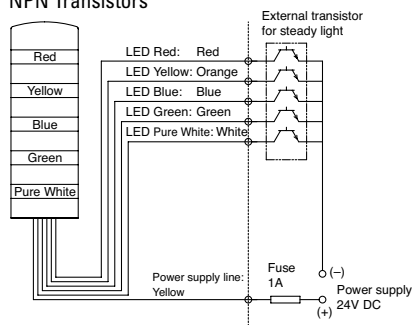 NPN Transistors
External transistor
for steady light
Red
Yellow
Blue
Green
Pure White
LED Red: Red
LED Yellow: Orange
LED Blue: Blue
LED Green: Green
LED Pure White: White
Power supply line:
Yellow
Fuse
1A
(–)
Power supply
24V DC
(+)